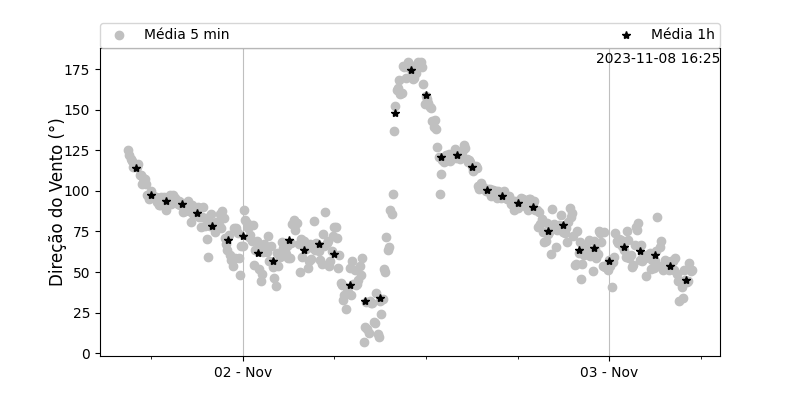 Média 5 min
Média 1h
2023-11-08 16:25
Direção do Vento (°)
175
150
125
100
75
50
25
0
02 - Nov
03 - Nov